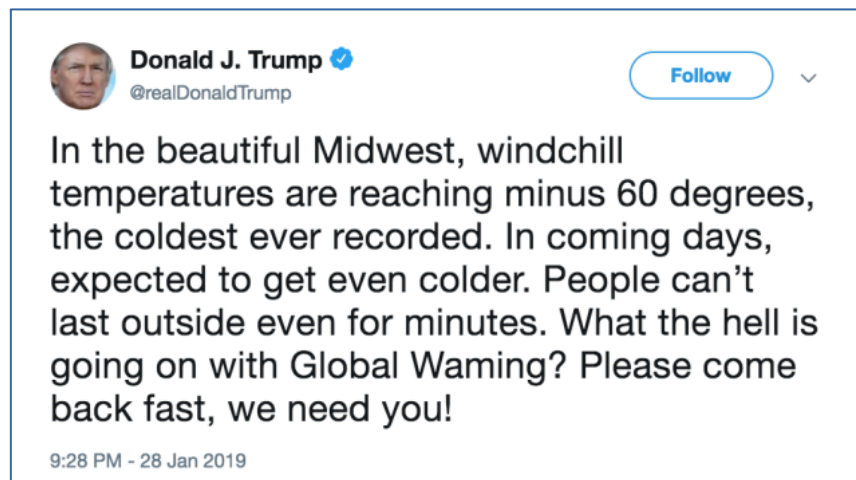 Donald J. Trump
@realDonaldTrump
Follow
In the beautiful Midwest, windchill
temperatures are reaching minus 60 degrees,
the coldest ever recorded. In coming days,
expected to get even colder. People can’t
last outside even for minutes. What the hell is
going on with Global Waming? Please come
back fast, we need you!
9:28 PM - 28 Jan 2019